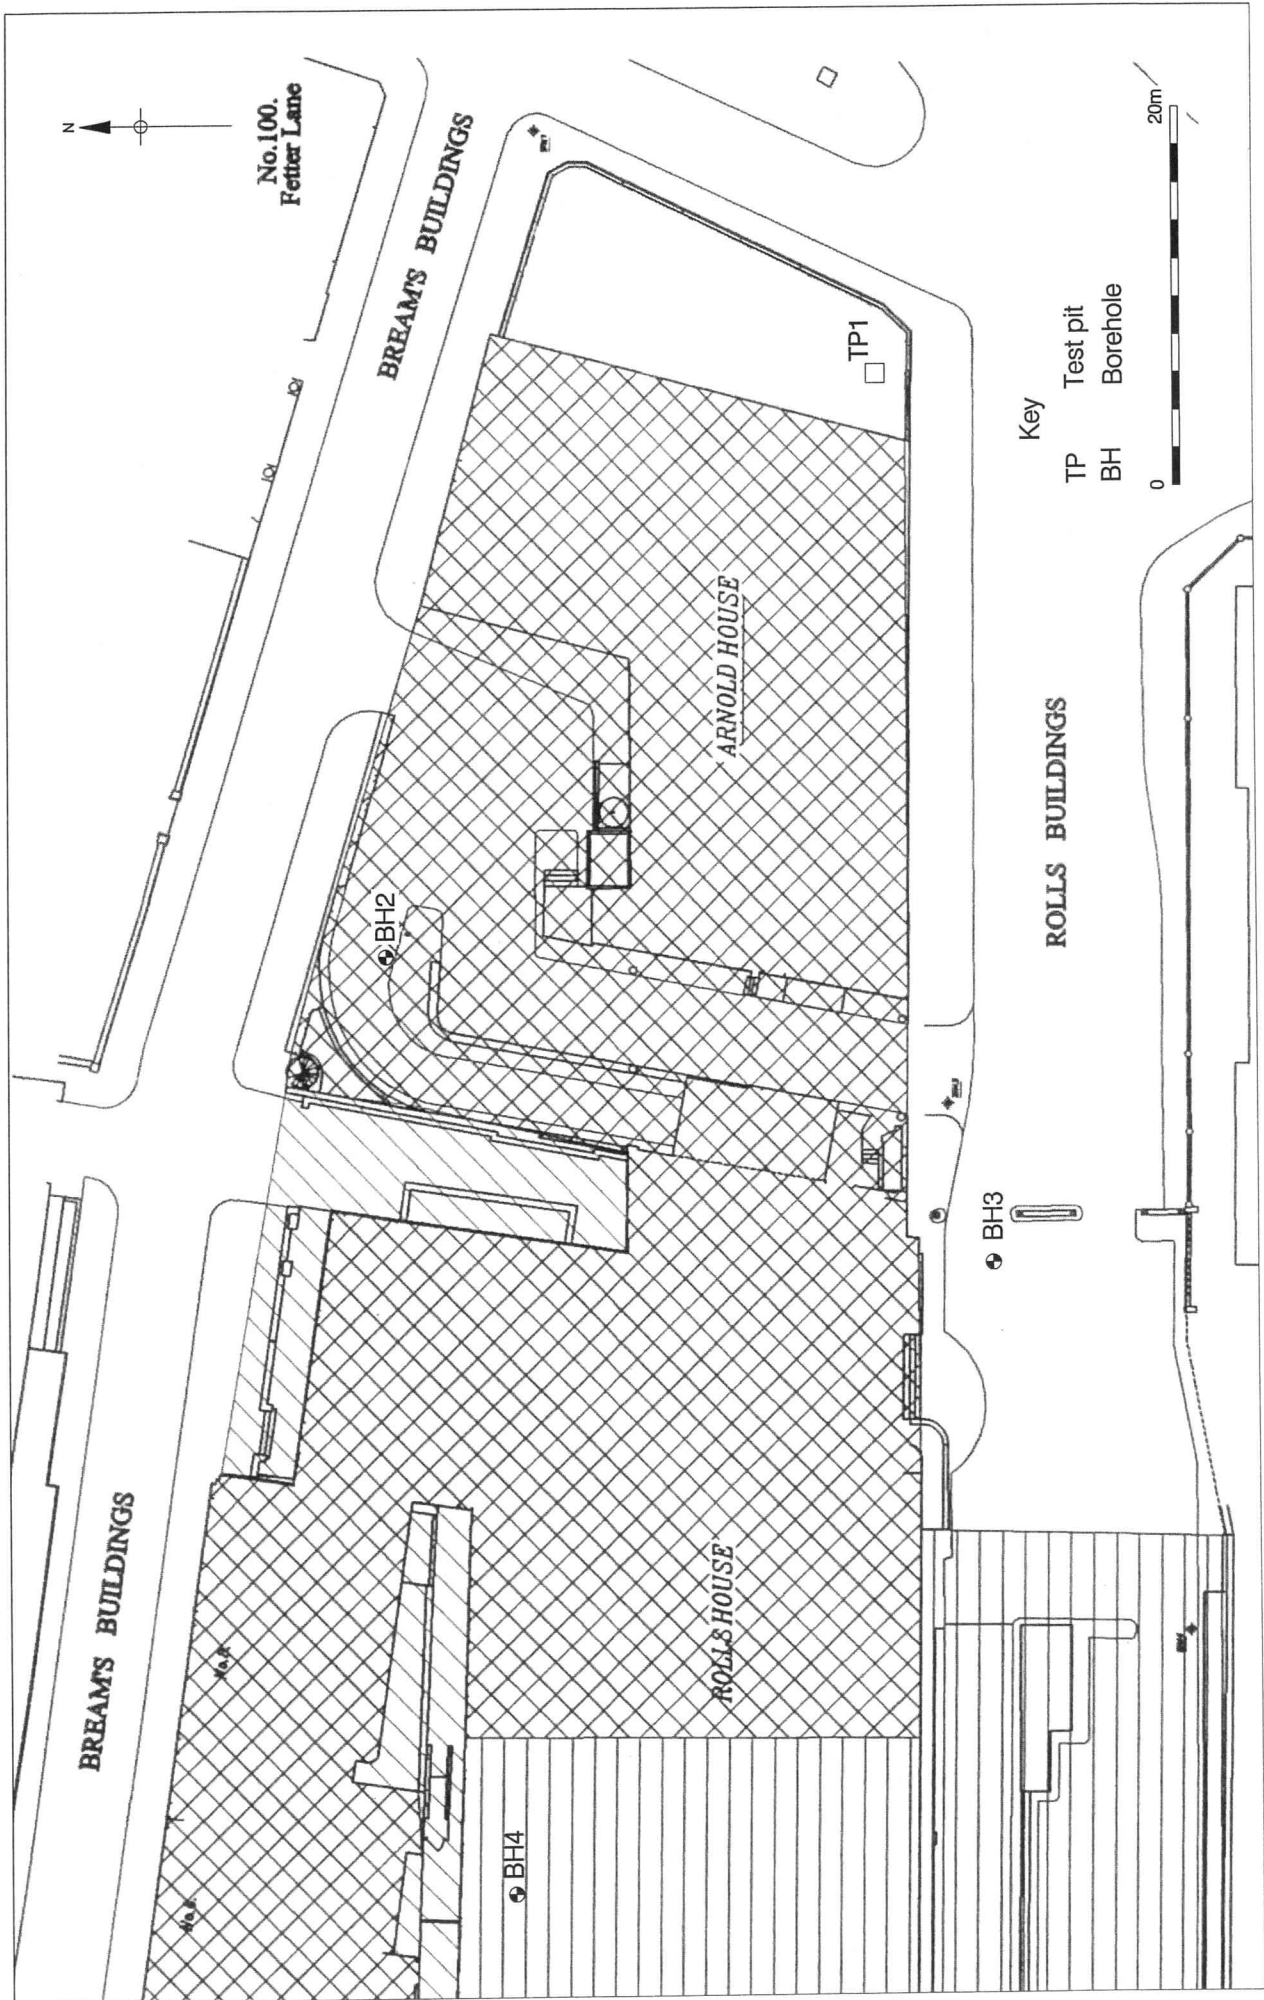 N
No.100.
Fetter Lane
BREAM'S BUILDINGS
BREAM'S BUILDINGS
BH2
TP1
ARNOLD HOUSE
BH4
ROLLS HOUSE
BH3
ROLLS BUILDINGS
Key
TP Test pit
BH Borehole
0 20m